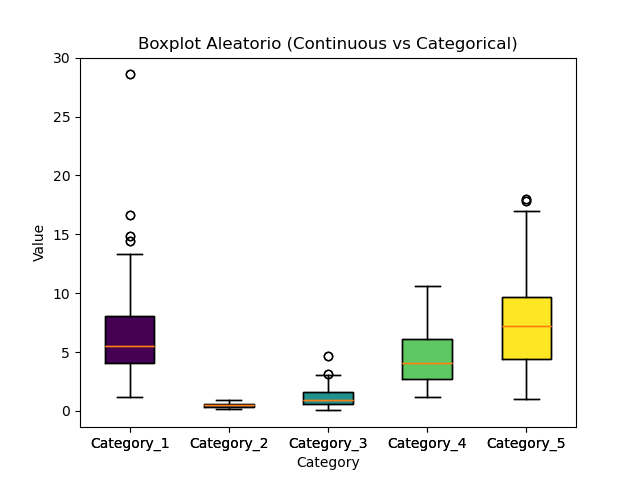 Boxplot Aleatorio (Continuous vs Categorical)
30
25
20
15
10
5
0
Value
Category_1 Category_2 Category_3 Category_4 Category_5
Category